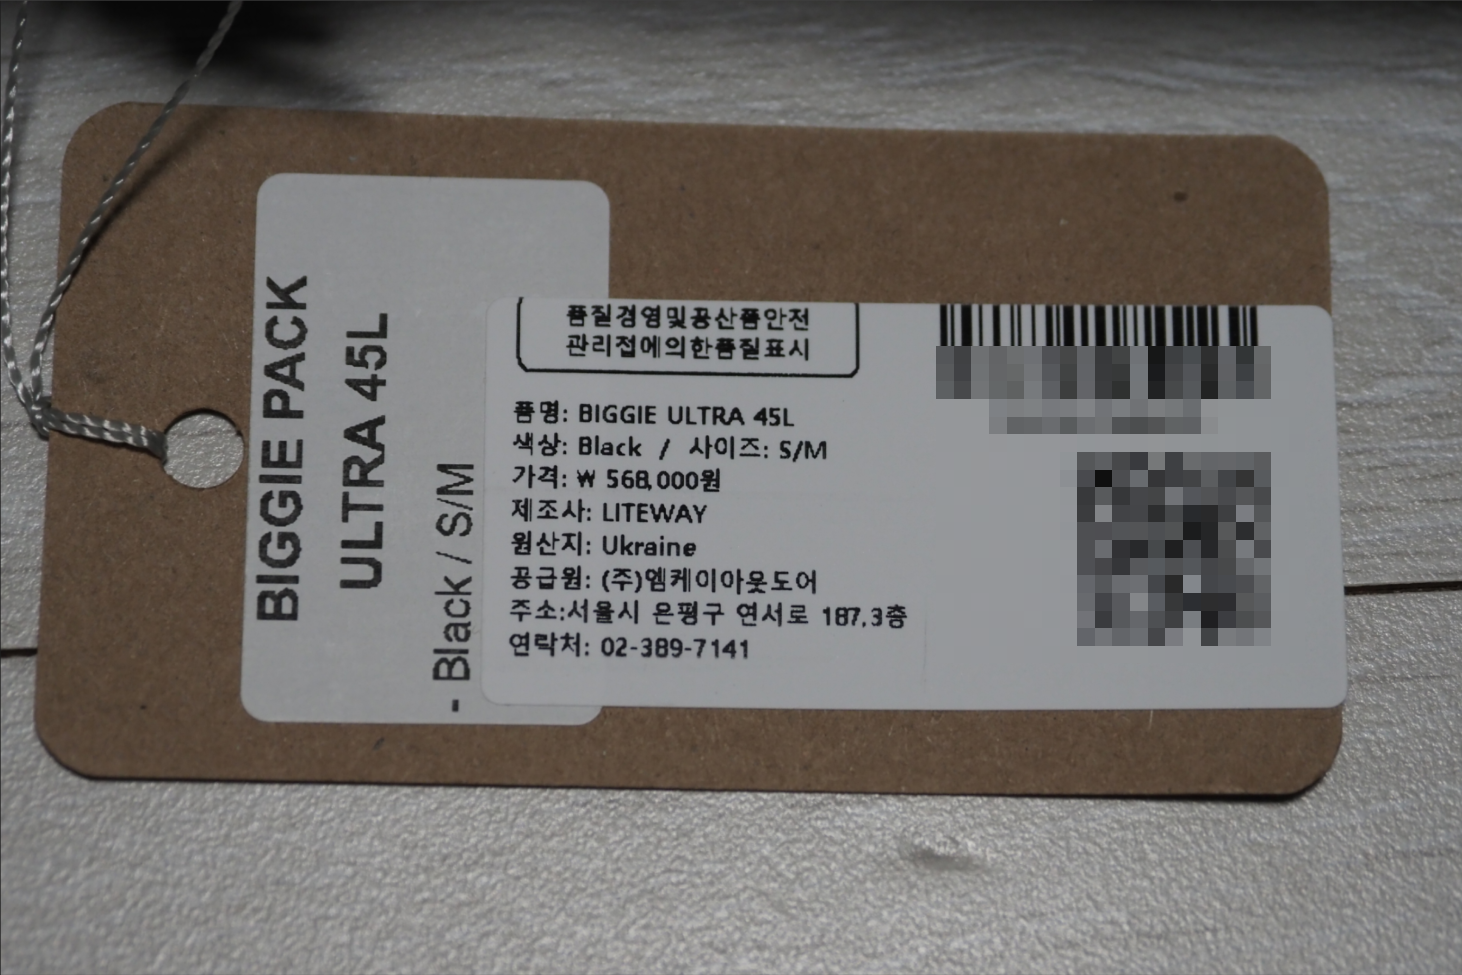 BIGGIE PACK
ULTRA 45L
- Black / S/M
품질경영및공산품안전
관리접에의한품질표시
품명: BIGGIE ULTRA 45L
색상: Black / 사이즈: S/M
가격: ₩ 568,000원
제조사: LITEWAY
원산지: Ukraine
공급원: (주)엠케이아웃도어
주소:서울시 은평구 연서로 187,3층
연락처: 02-389-7141